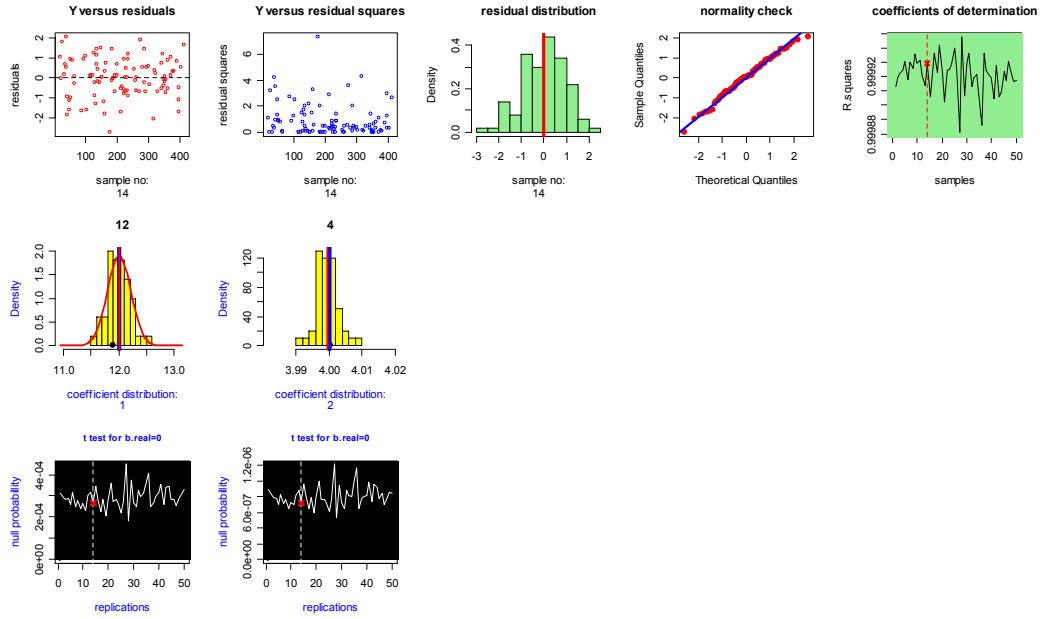 Y versus residuals
Y versus residual squares
residual distribution
normality check
coefficients of determination
residuals
-2 -1 0 1 2
100 200 300 400
sample no:
14
residual squares
0 2 4 6
100 200 300 400
sample no:
14
Density
0.0 0.2 0.4
-3 -2 -1 0 1 2
sample no:
14
Sample Quantiles
-2 -1 0 1 2
-2 -1 0 1 2
Theoretical Quantiles
R.squares
0.99988 0.99992
0 10 20 30 40 50
samples
12
Density
0.0 0.5 1.0 1.5 2.0
11.0 12.0 13.0
coefficient distribution:
1
4
Density
0 40 80 120
3.99 4.00 4.01 4.02
coefficient distribution:
2
t test for b.real=0
null probability
0e+00 2e-04 4e-04
0 10 20 30 40 50
replications
t test for b.real=0
null probability
0.0e+00 6.0e-07 1.2e-06
0 10 20 30 40 50
replications